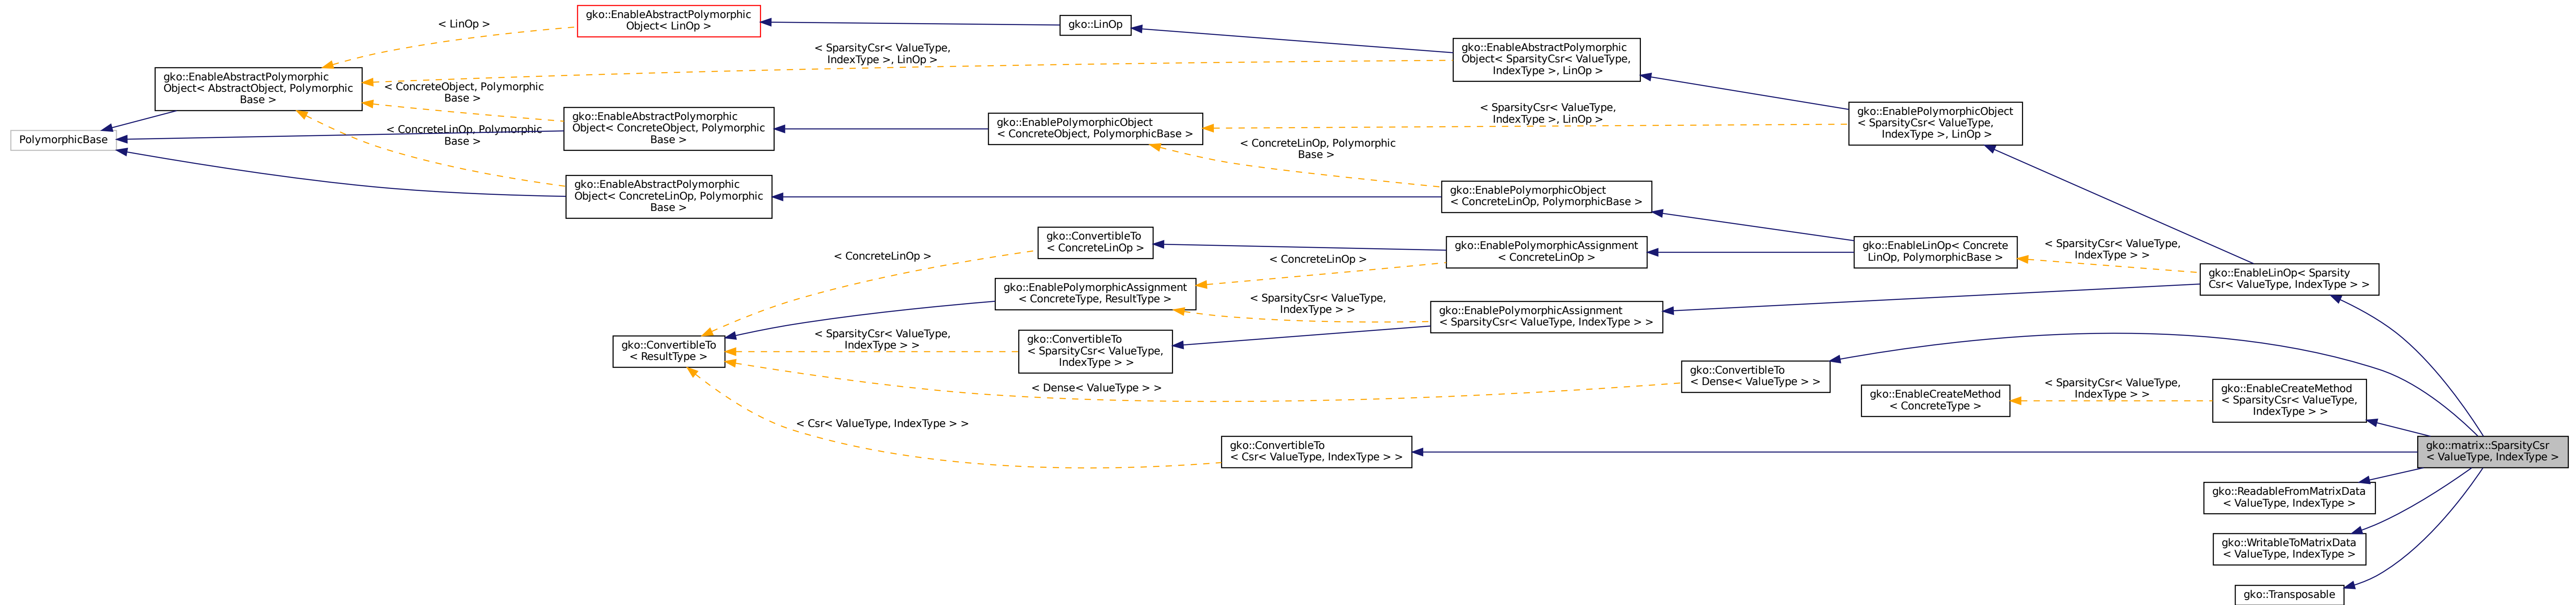 gko::EnableAbstractPolymorphic
Object< LinOp >
< LinOp >
gko::LinOp
< SparsityCsr< ValueType,
IndexType >, LinOp >
gko::EnableAbstractPolymorphic
Object< SparsityCsr< ValueType,
IndexType >, LinOp >
gko::EnableAbstractPolymorphic
Object< AbstractObject, Polymorphic
Base >
< ConcreteObject, Polymorphic
Base >
gko::EnableAbstractPolymorphic
Object< ConcreteObject, Polymorphic
Base >
gko::EnablePolymorphicObject
< ConcreteObject, PolymorphicBase >
< SparsityCsr< ValueType,
IndexType >, LinOp >
gko::EnablePolymorphicObject
< SparsityCsr< ValueType,
IndexType >, LinOp >
PolymorphicBase
< ConcreteLinOp, Polymorphic
Base >
< ConcreteLinOp, Polymorphic
Base >
gko::EnableAbstractPolymorphic
Object< ConcreteLinOp, Polymorphic
Base >
gko::EnablePolymorphicObject
< ConcreteLinOp, PolymorphicBase >
gko::ConvertibleTo
< ConcreteLinOp >
< ConcreteLinOp >
gko::EnablePolymorphicAssignment
< ConcreteLinOp >
gko::EnableLinOp< Concrete
LinOp, PolymorphicBase >
< SparsityCsr< ValueType,
IndexType > >
gko::EnableLinOp< Sparsity
Csr< ValueType, IndexType > >
< ConcreteLinOp >
gko::EnablePolymorphicAssignment
< ConcreteType, ResultType >
< SparsityCsr< ValueType,
IndexType > >
gko::EnablePolymorphicAssignment
< SparsityCsr< ValueType, IndexType > >
gko::ConvertibleTo
< ResultType >
< SparsityCsr< ValueType,
IndexType > >
gko::ConvertibleTo
< SparsityCsr< ValueType,
IndexType > >
< Dense< ValueType > >
gko::ConvertibleTo
< Dense< ValueType > >
gko::EnableCreateMethod
< ConcreteType >
< SparsityCsr< ValueType,
IndexType > >
gko::EnableCreateMethod
< SparsityCsr< ValueType,
IndexType > >
< Csr< ValueType, IndexType > >
gko::ConvertibleTo
< Csr< ValueType, IndexType > >
gko::matrix::SparsityCsr
< ValueType, IndexType >
gko::ReadableFromMatrixData
< ValueType, IndexType >
gko::WritableToMatrixData
< ValueType, IndexType >
gko::Transposable